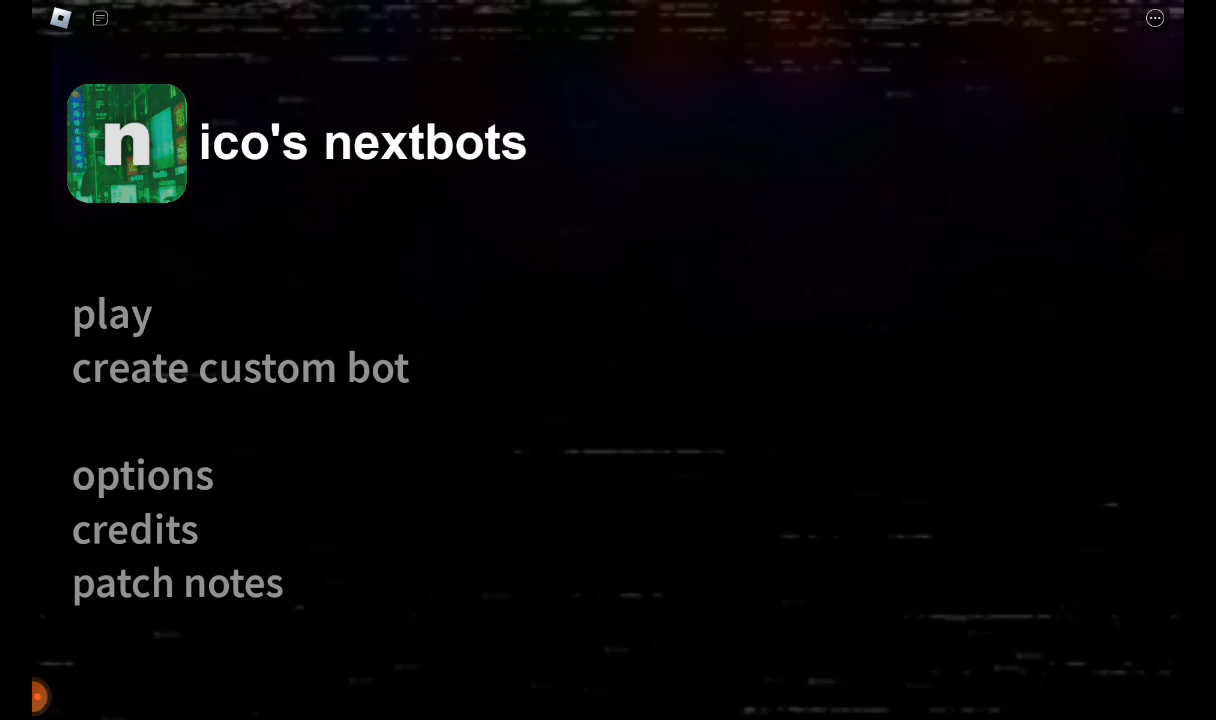 n ico's nextbots
play
create custom bot
options
credits
patch notes